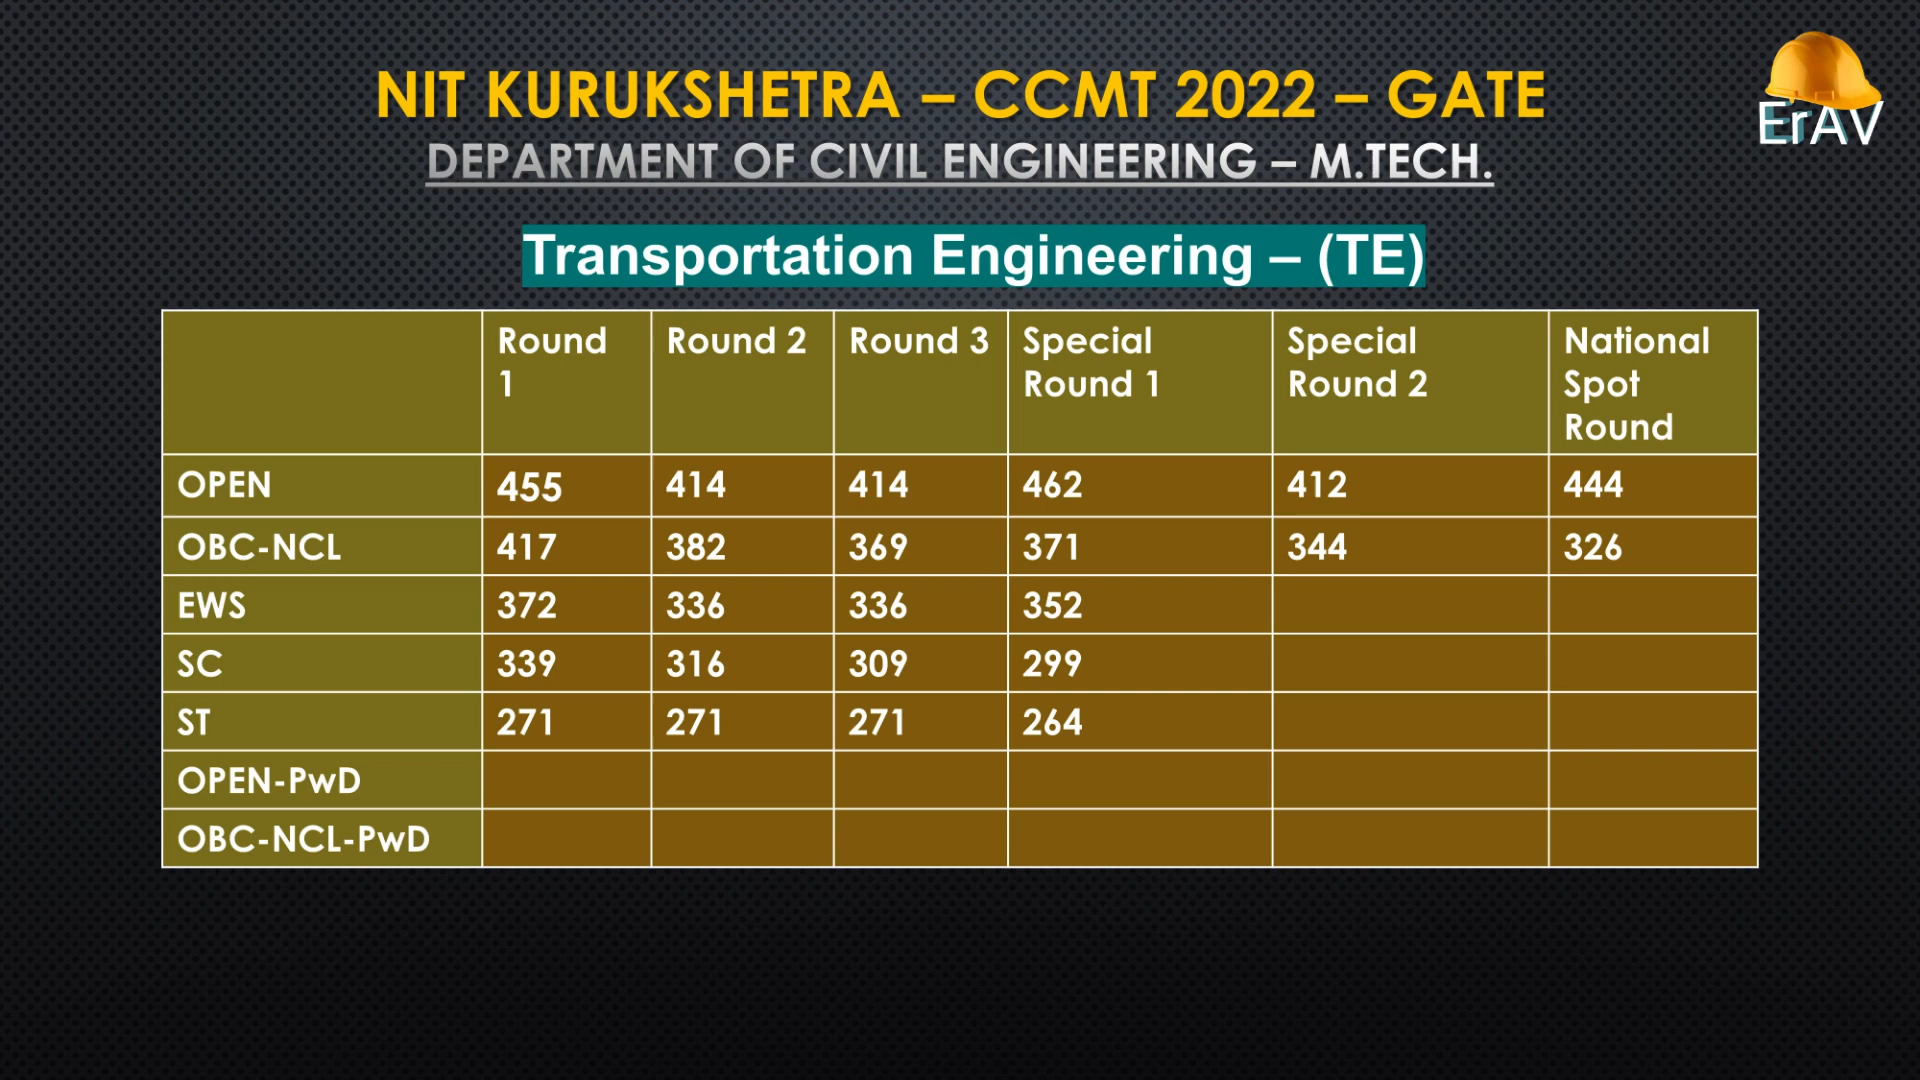 NIT KURUKSHETRA – CCMT 2022 – GATE
ErAV
DEPARTMENT OF CIVIL ENGINEERING – M.TECH.
Transportation Engineering – (TE)
Round 1 Round 2 Round 3 Special Round 1 Special Round 2 National Spot Round
OPEN 455 414 414 462 412 444
OBC-NCL 417 382 369 371 344 326
EWS 372 336 336 352
SC 339 316 309 299
ST 271 271 271 264
OPEN-PwD
OBC-NCL-PwD